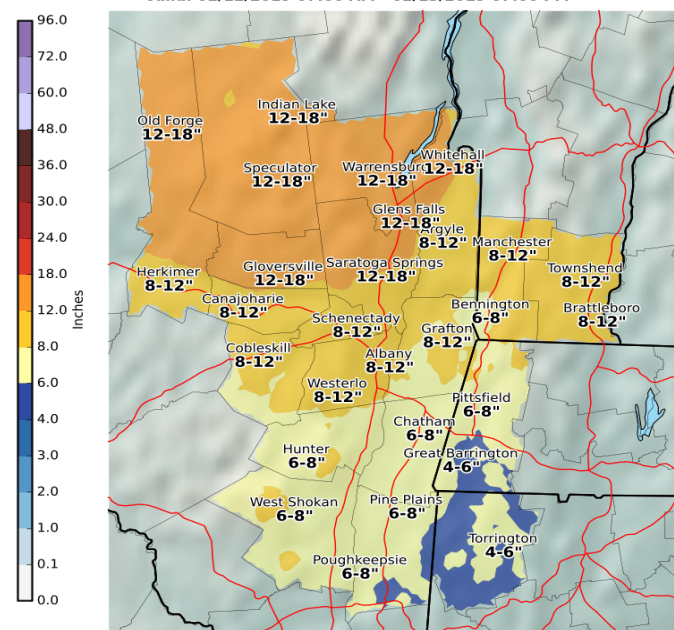 96.0
72.0
60.0
48.0
36.0
30.0
24.0
18.0
12.0
8.0
6.0
4.0
3.0
2.0
1.0
0.1
0.0
Inches
Old Forge
12-18"
Indian Lake
12-18"
Speculator
12-18"
Warrensburg
12-18"
Whitehall
12-18"
Glens Falls
12-18"
Argyle
8-12"
Manchester
8-12"
Herkimer
8-12"
Gloversville
12-18"
Saratoga Springs
12-18"
Townshend
8-12"
Canajoharie
8-12"
Schenectady
8-12"
Bennington
6-8"
Brattleboro
8-12"
Grafton
8-12"
Cobleskill
8-12"
Albany
8-12"
Westerlo
8-12"
Pittsfield
6-8"
Chatham
6-8"
Hunter
6-8"
Great Barrington
4-6"
West Shokan
6-8"
Pine Plains
6-8"
Torrington
4-6"
Poughkeepsie
6-8"